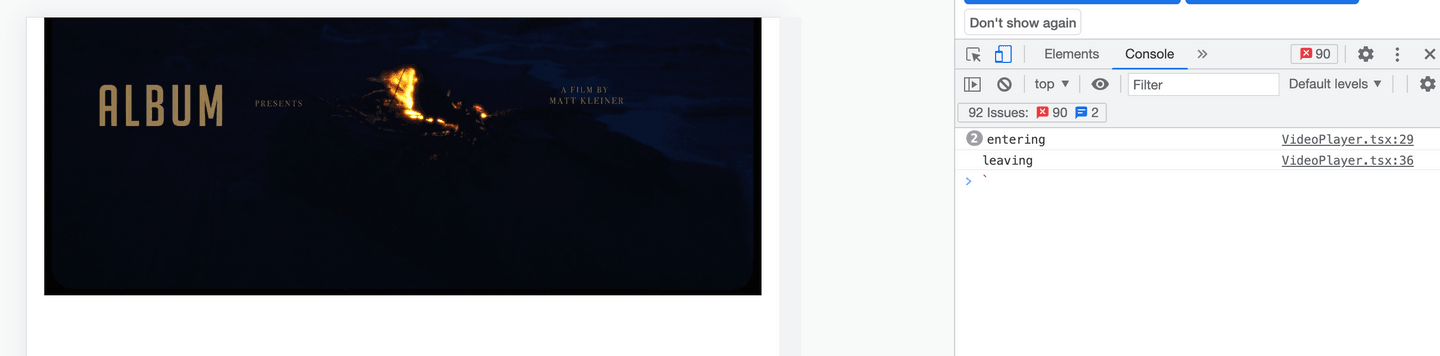 ALBUM
PRESENTS
A FILM BY
MATT KLEINER
Don't show again
Elements Console 90
top Filter Default levels
92 Issues: 90 2
2 entering VideoPlayer.tsx:29
leaving VideoPlayer.tsx:36
> `